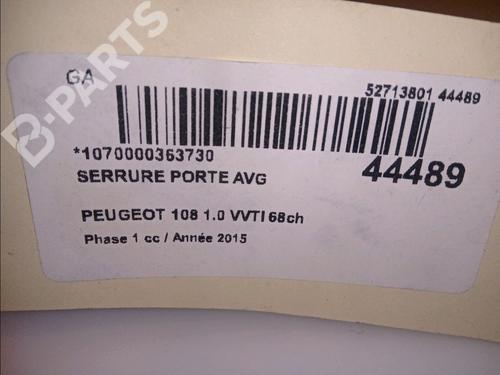 GA
52713801 44489
*1070000363730
44489
SERRURE PORTE AVG
PEUGEOT 108 1.0 VVTI 68ch
Phase 1 cc / Année 2015
B-PARTS